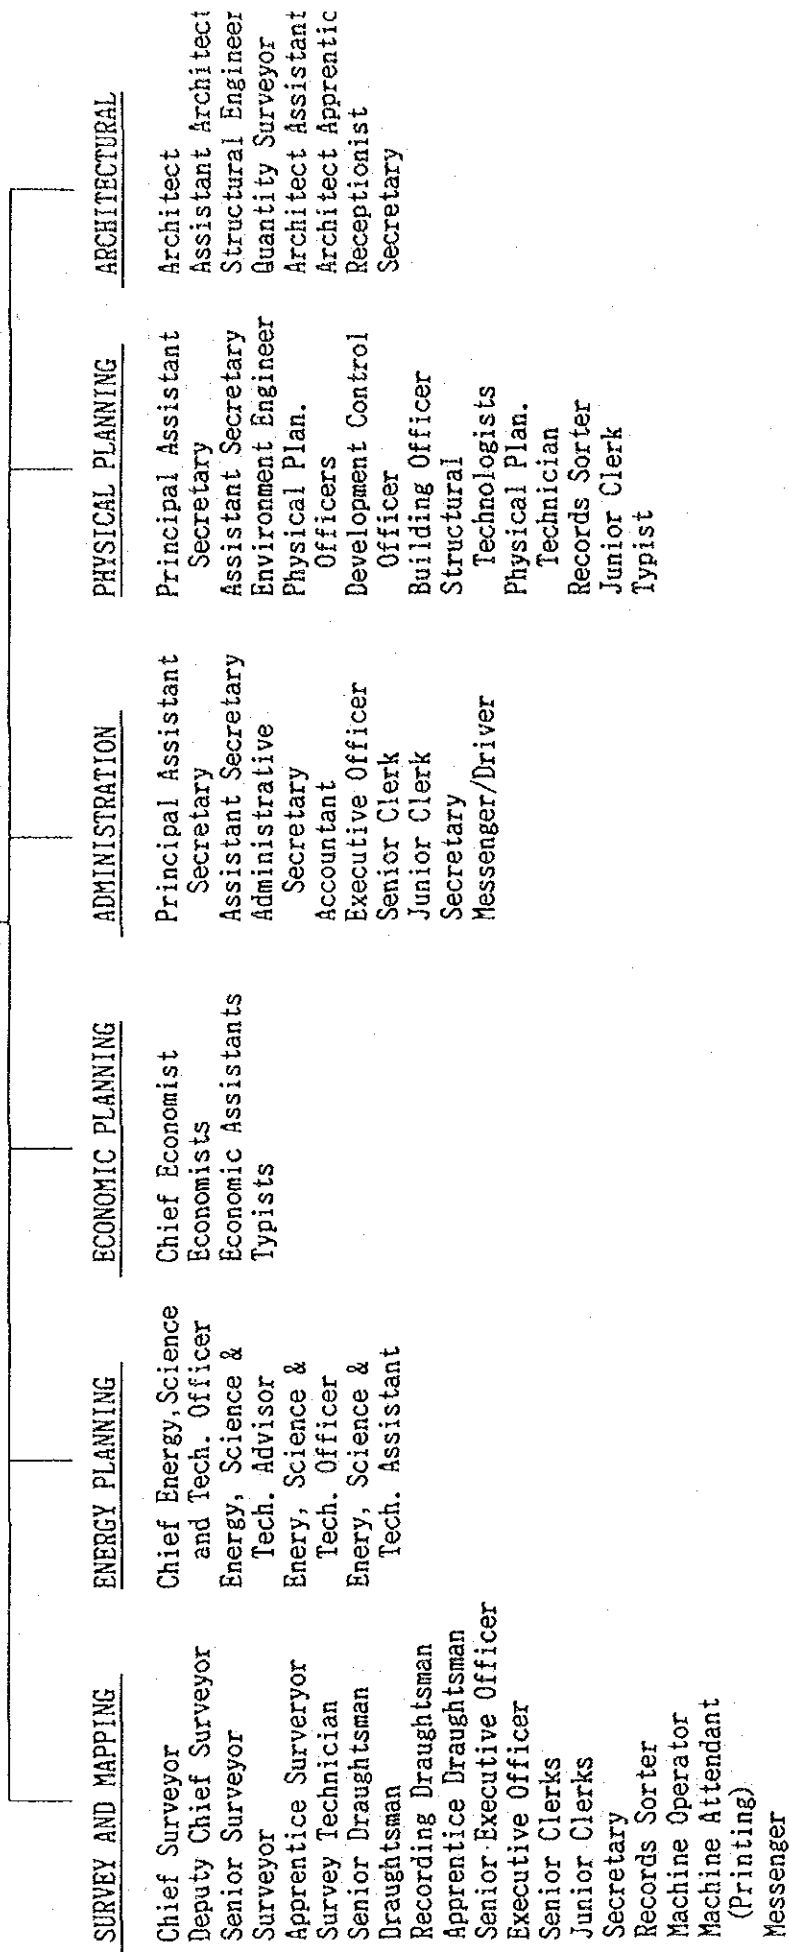 SURVEY AND MAPPING
Chief Surveyor
Deputy Chief Surveyor
Senior Surveyor
Surveyor
Apprentice Surveryor
Survey Technician
Senior Draughtsman
Draughtsman
Recording Draughtsman
Apprentice Draughtsman
Senior Executive Officer
Executive Officer
Senior Clerks
Junior Clerks
Secretary
Records Sorter
Machine Operator
Machine Attendant
(Printing)
Messenger
ENERGY PLANNING
Chief Energy,Science
and Tech. Officer
Energy, Science &
Tech. Advisor
Enery, Science &
Tech. Officer
Enery, Science &
Tech. Assistant
ECONOMIC PLANNING
Chief Economist
Economists
Economic Assistants
Typists
ADMINISTRATION
Principal Assistant
Secretary
Assistant Secretary
Administrative
Secretary
Accountant
Executive Officer
Senior Clerk
Junior Clerk
Secretary
Messenger/Driver
PHYSICAL PLANNING
Principal Assistant
Secretary
Assistant Secretary
Environment Engineer
Physical Plan.
Officers
Development Control
Officer
Building Officer
Structural
Technologists
Physical Plan.
Technician
Records Sorter
Junior Clerk
Typist
ARCHITECTURAL
Architect
Assistant Architect
Structural Engineer
Quantity Surveyor
Architect Assistant
Architect Apprentic
Receptionist
Secretary